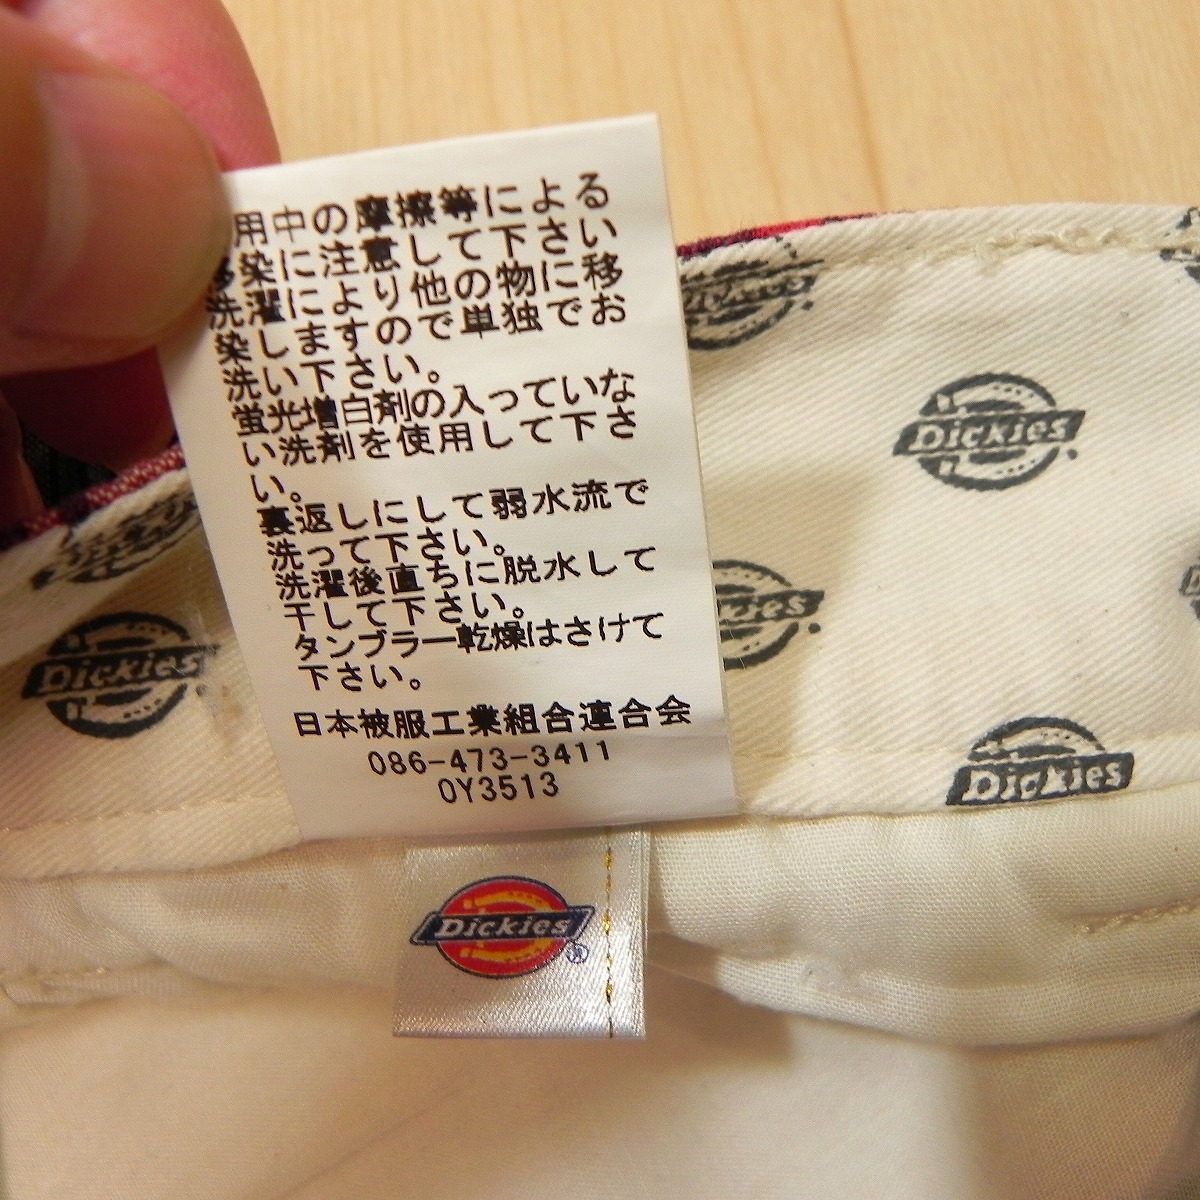 用中の摩擦等による
移染に注意して下さい
洗濯により他の物に移
染しますので単独でお
洗い下さい。
蛍光増白剤の入っていな
い洗剤を使用して下さ
い。
裏返しにして弱水流で
洗って下さい。
洗濯後直ちに脱水して
干して下さい。
タンブラー乾燥はさけて
下さい。
日本被服工業組合連合会
086-473-3411
0Y3513
Dickies
Dickies
Dickies
Dickies
Dickies
Dickies®